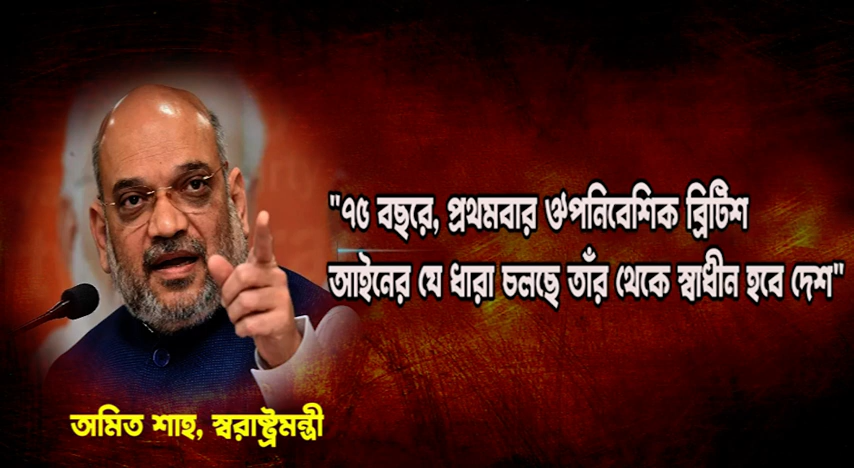 "৭৫ বছরে, প্রথমবার ঔপনিবেশিক ব্রিটিশ
আইনের যে ধারা চলছে তাঁর থেকে স্বাধীন হবে দেশ"
অমিত শাহ, স্বরাষ্ট্রমন্ত্রী